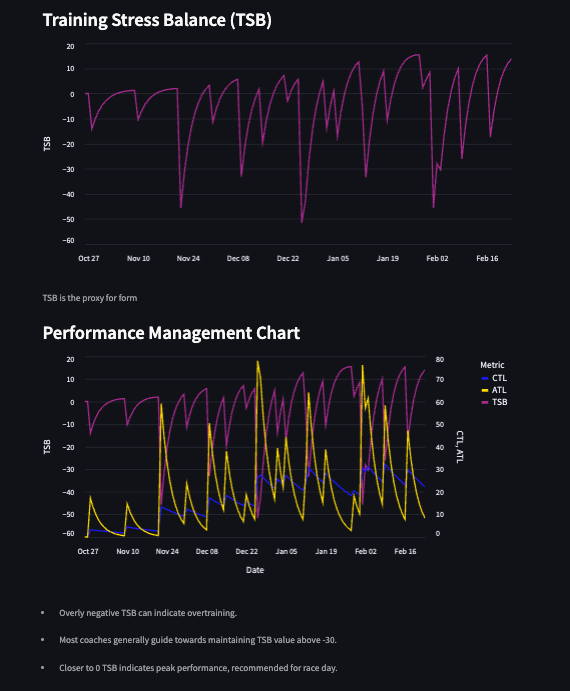 Training Stress Balance (TSB)
20
10
0
−10
−20
−30
−40
−50
−60
TSB
Oct 27 Nov 10 Nov 24 Dec 08 Dec 22 Jan 05 Jan 19 Feb 02 Feb 16
TSB is the proxy for form
Performance Management Chart
20
10
0
−10
−20
−30
−40
−50
−60
TSB
80
70
60
50
40
30
20
10
0
CTL, ATL
Metric
CTL
ATL
TSB
Oct 27 Nov 10 Nov 24 Dec 08 Dec 22 Jan 05 Jan 19 Feb 02 Feb 16
Date
▪ Overly negative TSB can indicate overtraining.
▪ Most coaches generally guide towards maintaining TSB value above -30.
▪ Closer to 0 TSB indicates peak performance, recommended for race day.